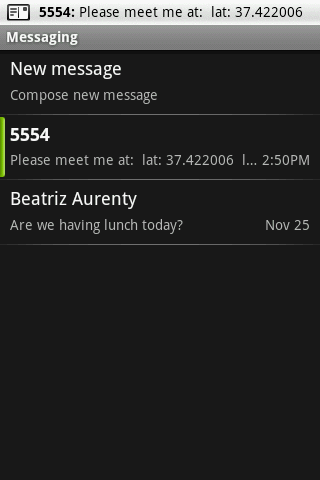 5554: Please meet me at:  lat: 37.422006
Messaging
New message
Compose new message
5554
Please meet me at:  lat: 37.422006  l... 2:50PM
Beatriz Aurenty
Are we having lunch today? Nov 25